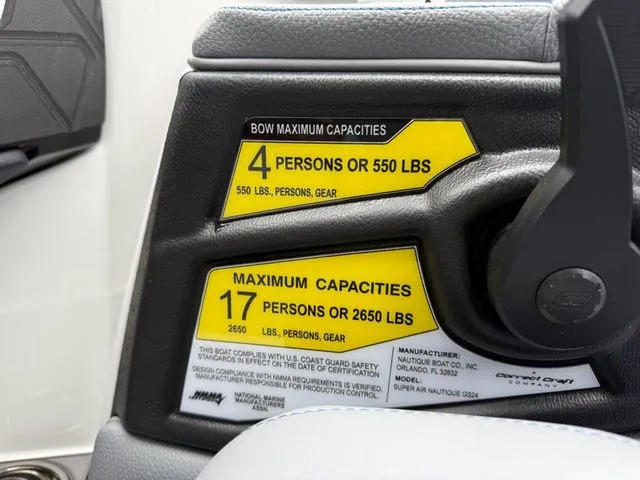 BOW MAXIMUM CAPACITIES
4 PERSONS OR 550 LBS
550 LBS., PERSONS, GEAR
MAXIMUM CAPACITIES
17 PERSONS OR 2650 LBS
2650 LBS., PERSONS, GEAR
THIS BOAT COMPLIES WITH U.S. COAST GUARD SAFETY
STANDARDS IN EFFECT ON THE DATE OF CERTIFICATION
DESIGN COMPLIANCE WITH NMMA REQUIREMENTS IS VERIFIED.
MANUFACTURER RESPONSIBLE FOR PRODUCTION CONTROL.
NMMA
NATIONAL MARINE
MANUFACTURERS
ASSN.
MANUFACTURER:
NAUTIQUE BOAT CO., INC.
ORLANDO, FL 32832
MODEL:
SUPER AIR NAUTIQUE GS24
A
Correct Craft
COMPANY